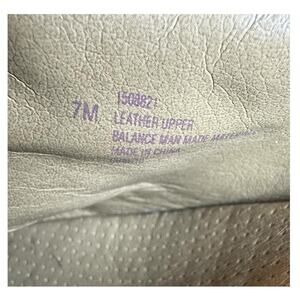 7M
1508821
LEATHER UPPER
BALANCE MAN MADE MATERIALS
MADE IN CHINA